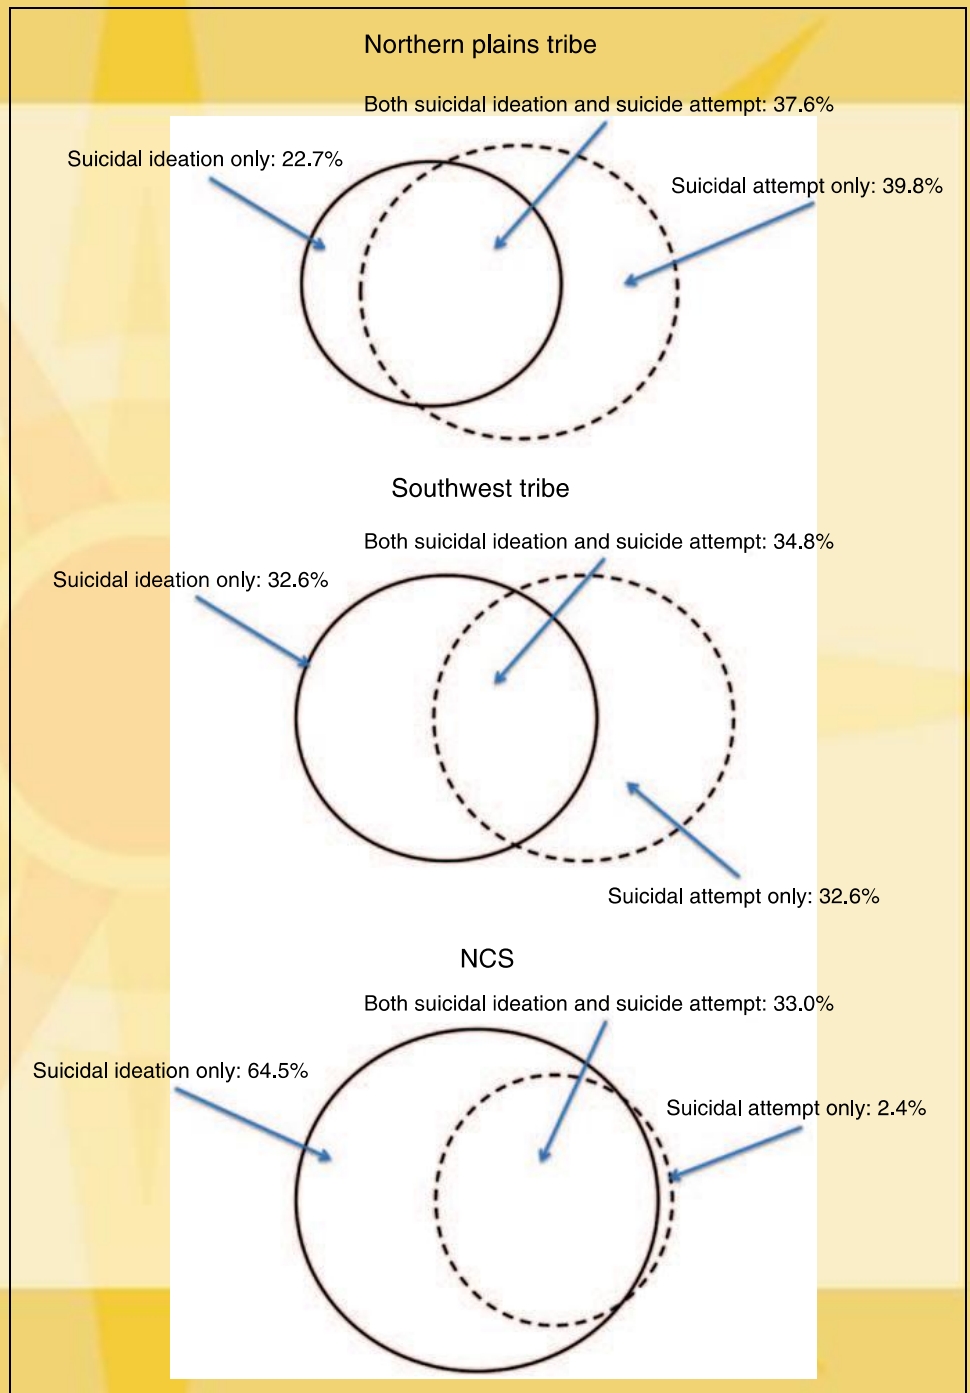 Northern plains tribe
Both suicidal ideation and suicide attempt: 37.6%
Suicidal ideation only: 22.7%
Suicidal attempt only: 39.8%
Southwest tribe
Both suicidal ideation and suicide attempt: 34.8%
Suicidal ideation only: 32.6%
Suicidal attempt only: 32.6%
NCS
Both suicidal ideation and suicide attempt: 33.0%
Suicidal ideation only: 64.5%
Suicidal attempt only: 2.4%